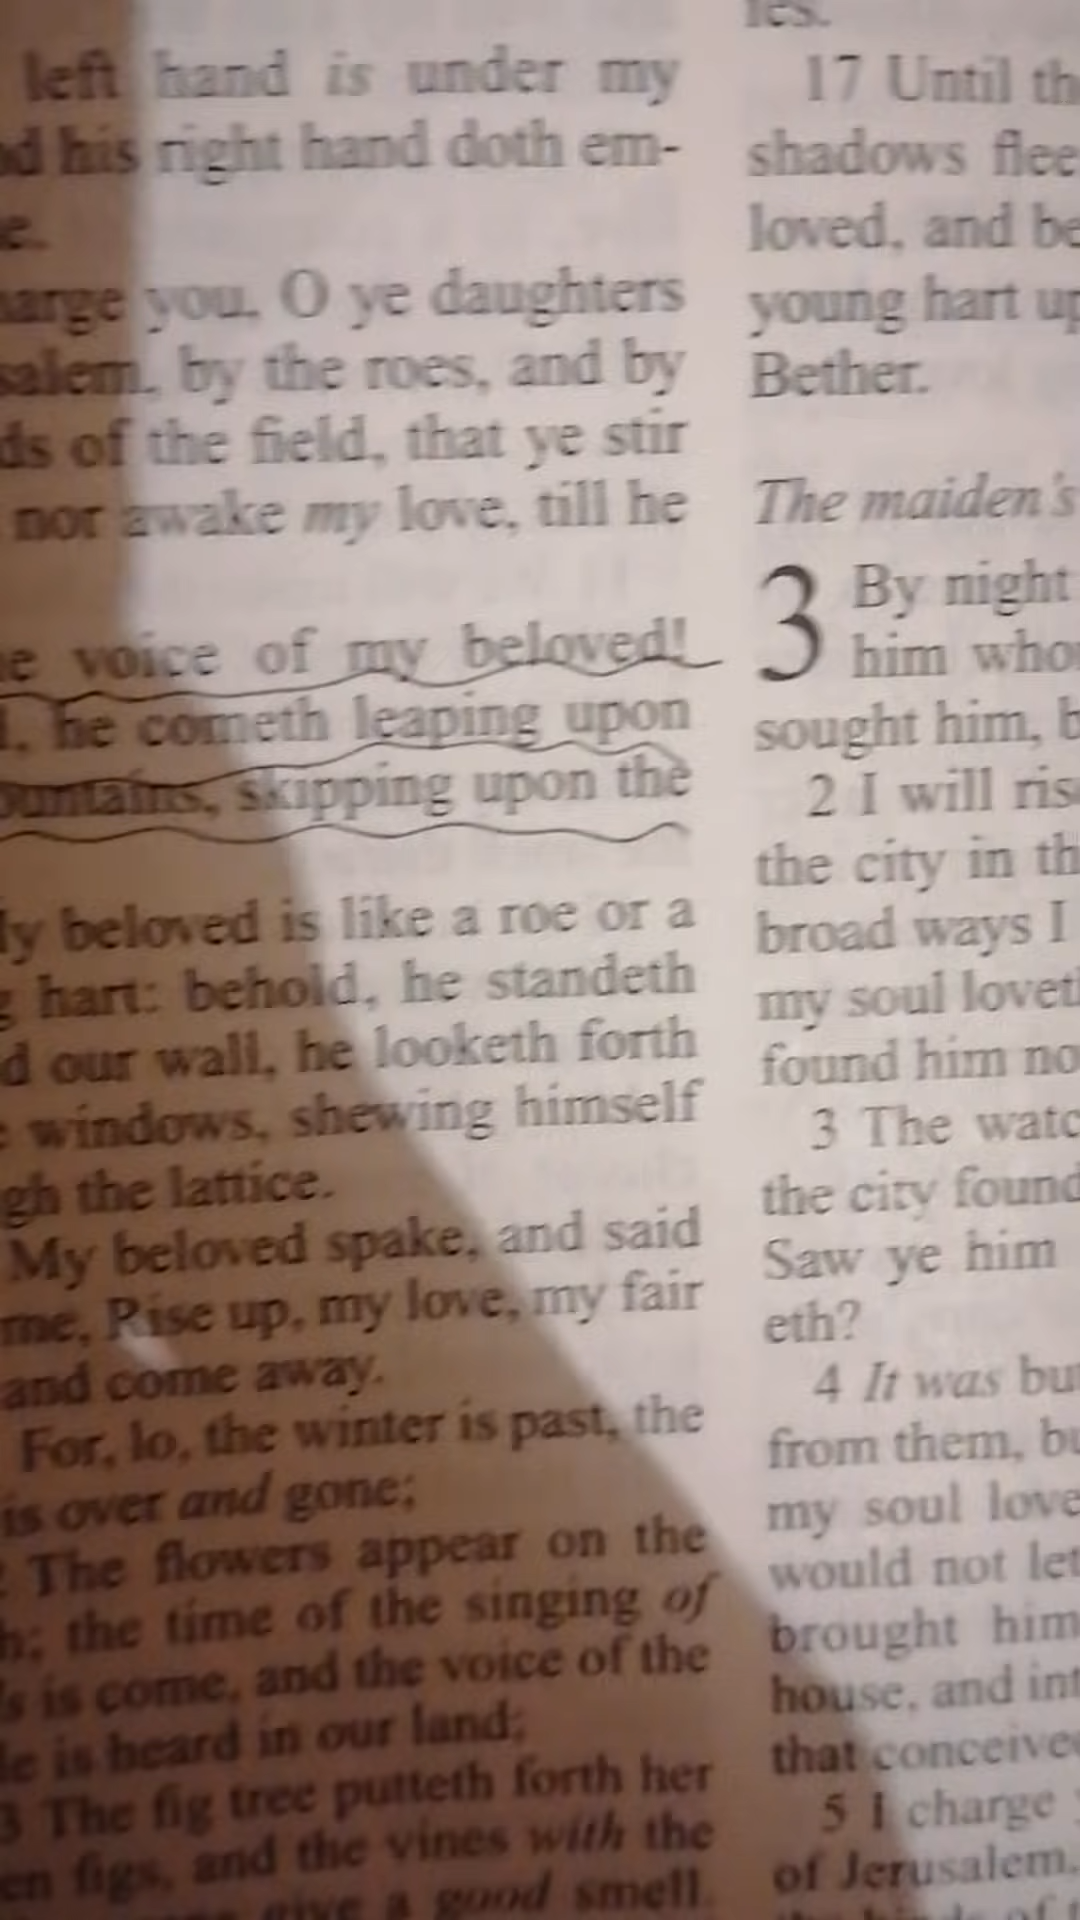 left hand is under my
his right hand doth em-
e.
arge you, O ye daughters
salem, by the roes, and by
ds of the field, that ye stir
nor awake my love, till he
e voice of my beloved!
he cometh leaping upon
ountains, skipping upon the
ly beloved is like a roe or a
g hart: behold, he standeth
d our wall, he looketh forth
e windows, shewing himself
gh the lattice.
My beloved spake, and said
me, Rise up, my love, my fair
and come away.
For, lo, the winter is past, the
is over and gone;
The flowers appear on the
h; the time of the singing of
is come, and the voice of the
le is heard in our land;
3 The fig tree putteth forth her
en figs, and the vines with the
give a good smell.
ies.
17 Until th
shadows flee
loved, and be
young hart up
Bether.
The maiden's
3 By night
him who
sought him, b
2 I will ris
the city in th
broad ways I
my soul lovet
found him no
3 The watc
the city found
Saw ye him
eth?
4 It was but
from them, bu
my soul love
would not let
brought him
house, and int
that conceive
5 I charge
of Jerusalem,